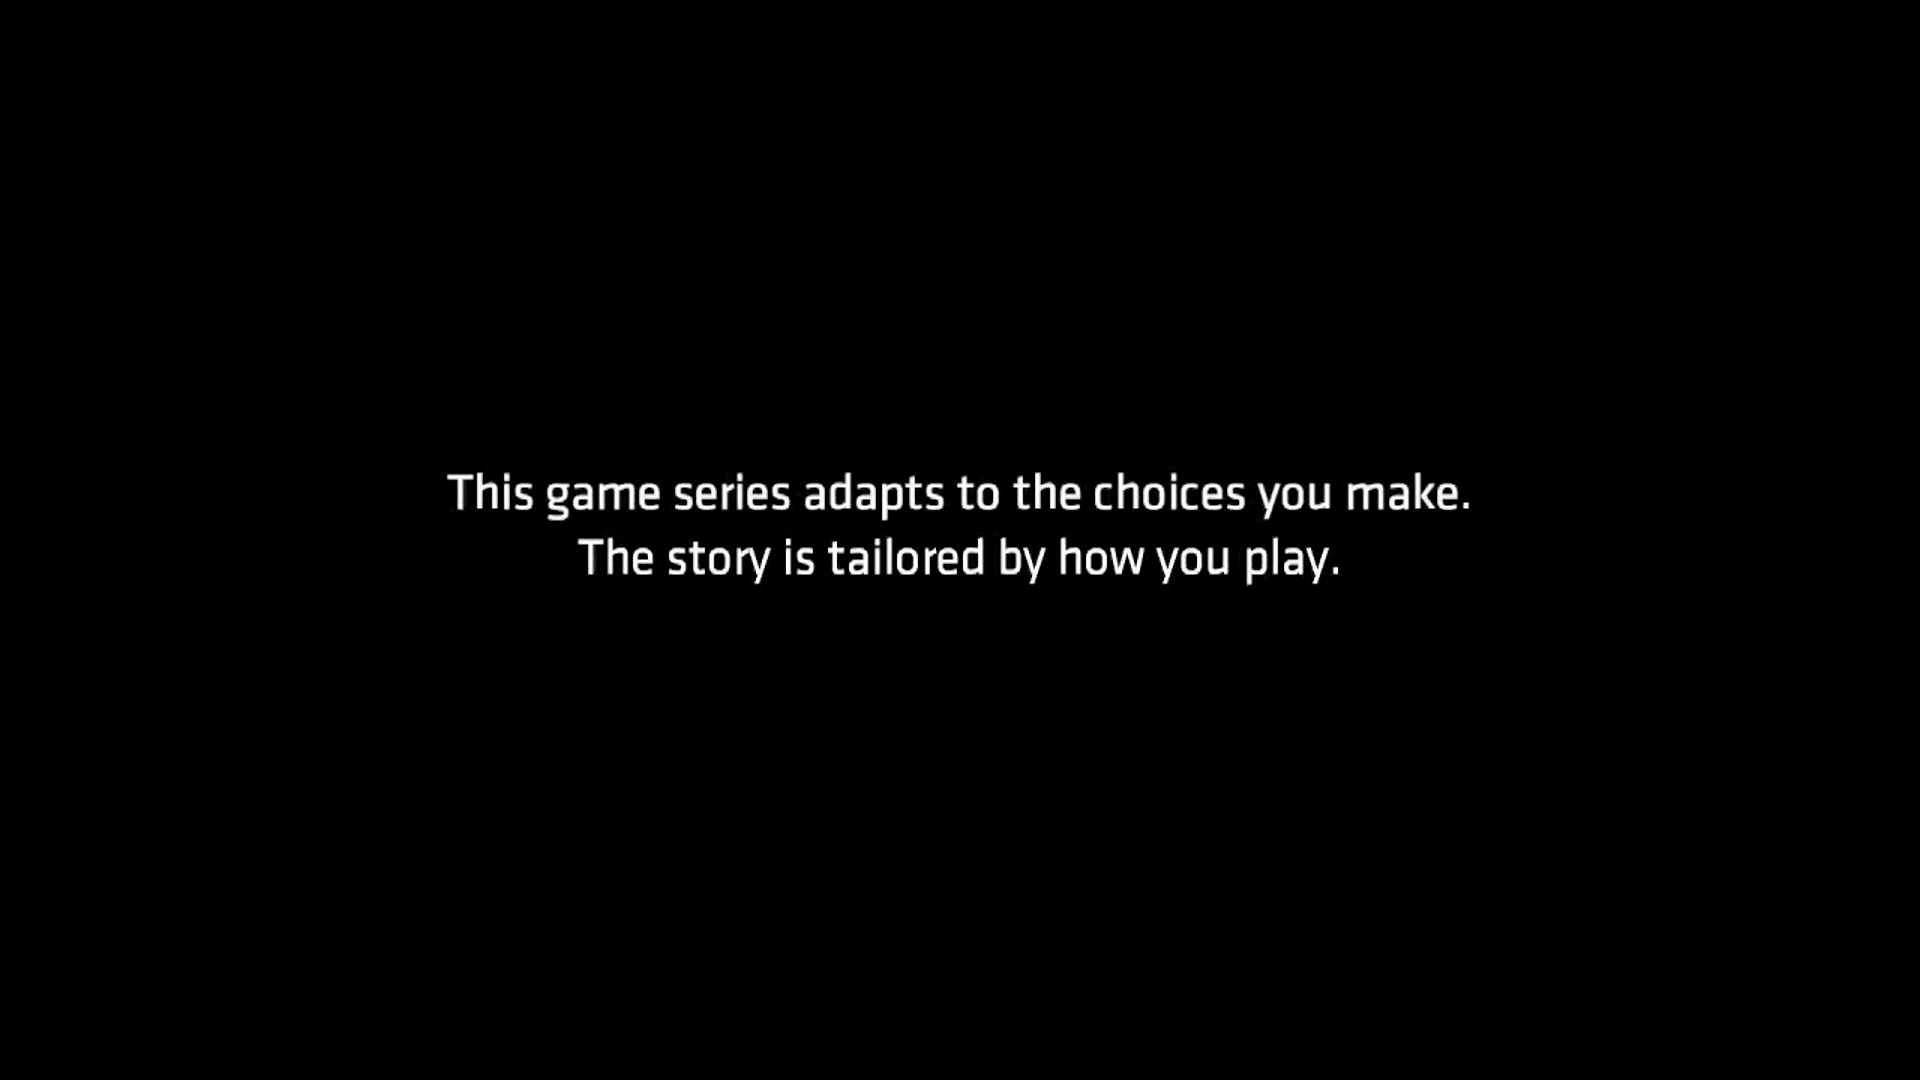 This game series adapts to the choices you make.
The story is tailored by how you play.